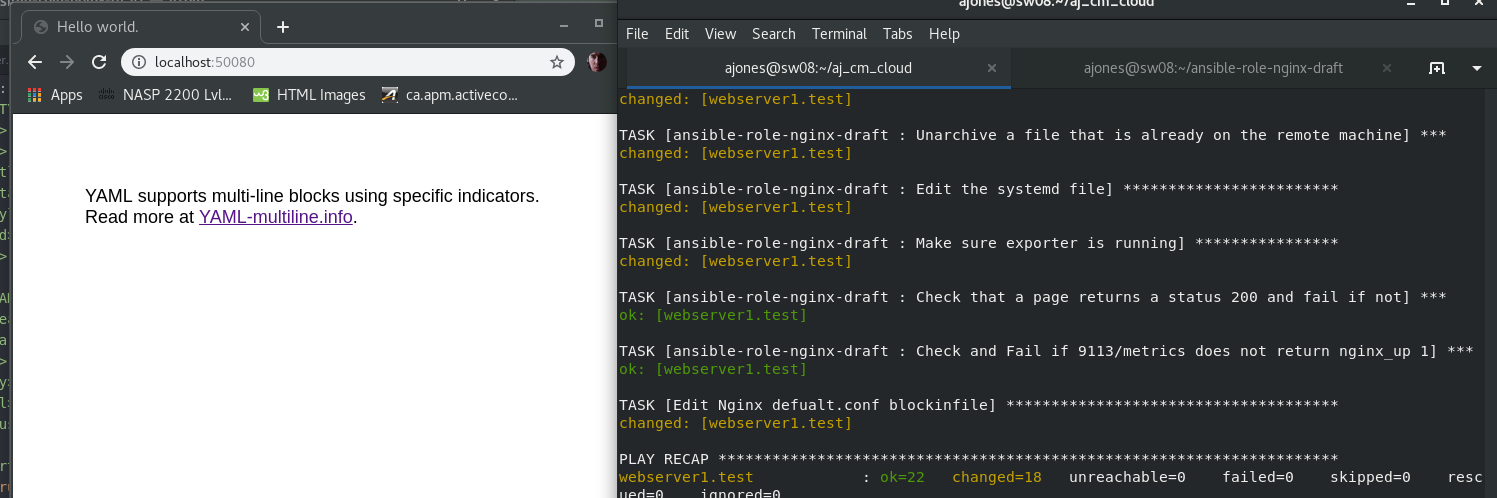 Hello world.
localhost:50080
Apps NASP 2200 Lvl... HTML Images ca.apm.activeco...
YAML supports multi-line blocks using specific indicators.
Read more at YAML-multiline.info.
ajones@sw08:~/aj_cm_cloud
File Edit View Search Terminal Tabs Help
ajones@sw08:~/aj_cm_cloud ajones@sw08:~/ansible-role-nginx-draft
changed: [webserver1.test]
TASK [ansible-role-nginx-draft : Unarchive a file that is already on the remote machine] ***
changed: [webserver1.test]
TASK [ansible-role-nginx-draft : Edit the systemd file] ************************
changed: [webserver1.test]
TASK [ansible-role-nginx-draft : Make sure exporter is running] ****************
changed: [webserver1.test]
TASK [ansible-role-nginx-draft : Check that a page returns a status 200 and fail if not] ***
ok: [webserver1.test]
TASK [ansible-role-nginx-draft : Check and Fail if 9113/metrics does not return nginx_up 1] ***
ok: [webserver1.test]
TASK [Edit Nginx defualt.conf blockinfile] *************************************
changed: [webserver1.test]
PLAY RECAP *********************************************************************
webserver1.test : ok=22 changed=18 unreachable=0 failed=0 skipped=0 resc
ued=0 ignored=0